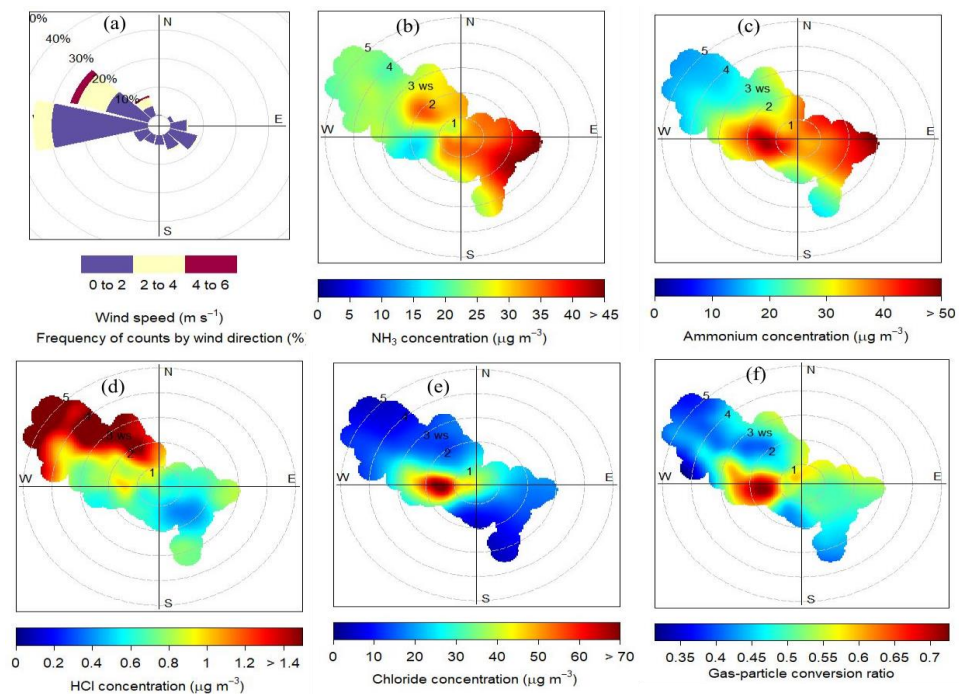 (a)
N
0%
40%
30%
20%
10%
E
S
0 to 2 2 to 4 4 to 6
Wind speed (m s⁻¹)
Frequency of counts by wind direction (%
(b)
N
5
4
3 ws
2
1
W
E
S
0 5 10 15 20 25 30 35 40 > 45
NH₃ concentration (μg m⁻³)
(c)
N
5
4
3 ws
2
1
W
E
S
0 10 20 30 40 > 50
Ammonium concentration (μg m⁻³)
(d)
N
5
3 ws
2
1
W
E
S
0 0.2 0.4 0.6 0.8 1 1.2 > 1.4
HCl concentration (μg m⁻³)
(e)
N
5
4
3 ws
2
1
W
E
S
0 10 20 30 40 50 60 > 70
Chloride concentration (μg m⁻³)
(f)
N
5
4
3 ws
2
1
W
E
S
0.35 0.4 0.45 0.5 0.55 0.6 0.65 0.7
Gas-particle conversion ratio